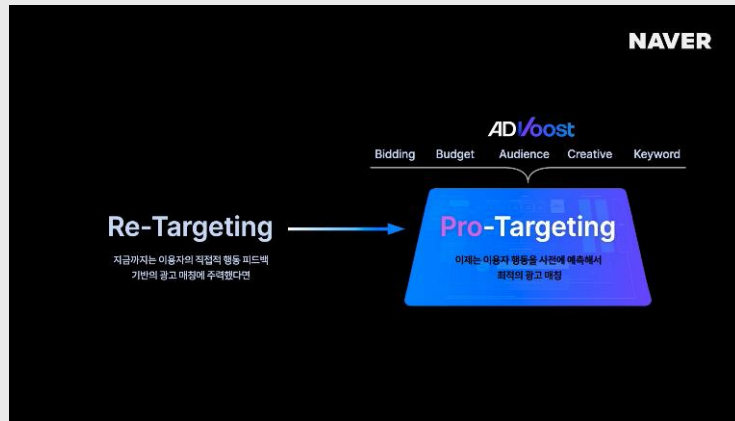 NAVER
ADVoost
Bidding Budget Audience Creative Keyword
Re-Targeting
지금까지는 이용자의 직접적 행동 피드백
기반의 광고 매칭에 주력했다면
Pro-Targeting
이제는 이용자 행동을 사전에 예측해서
최적의 광고 매칭